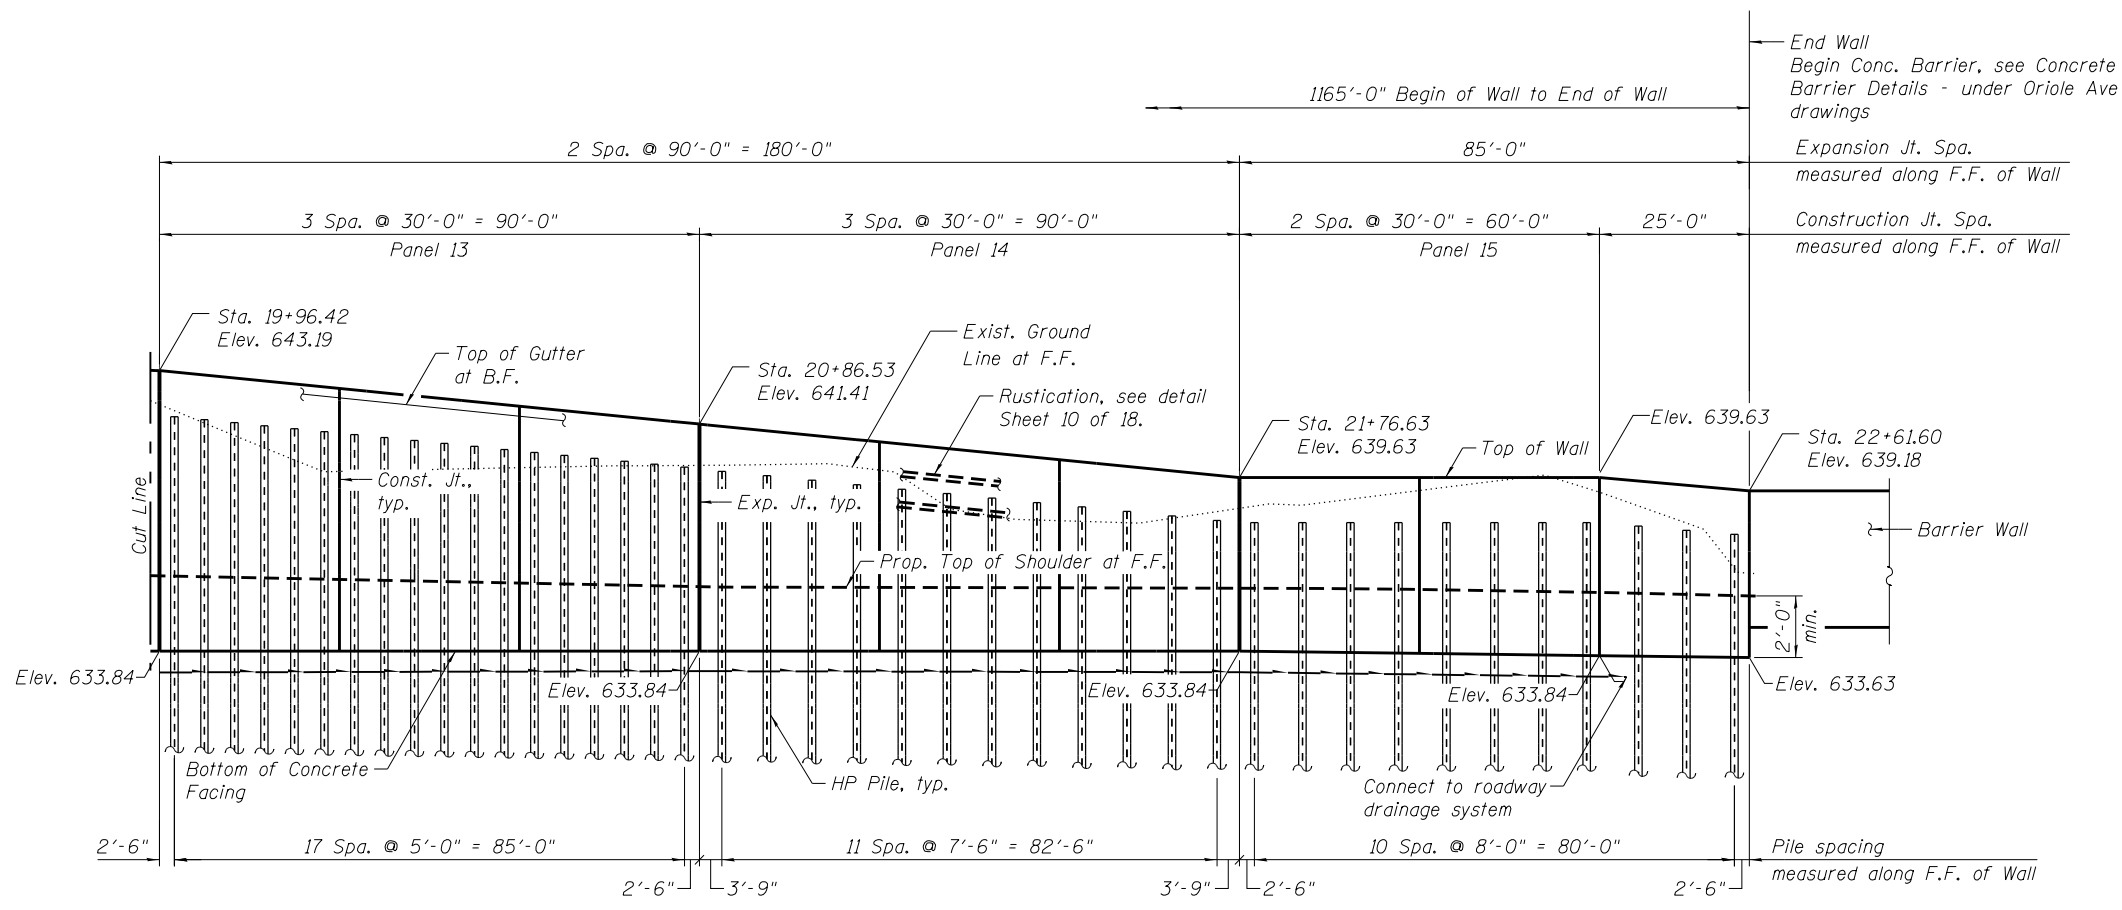 End Wall
Begin Conc. Barrier, see Concrete
Barrier Details - under Oriole Ave
drawings
1165'-0" Begin of Wall to End of Wall
2 Spa. @ 90'-0" = 180'-0"
85'-0"
Expansion Jt. Spa.
measured along F.F. of Wall
3 Spa. @ 30'-0" = 90'-0"
3 Spa. @ 30'-0" = 90'-0"
2 Spa. @ 30'-0" = 60'-0"
25'-0"
Construction Jt. Spa.
measured along F.F. of Wall
Panel 13
Panel 14
Panel 15
Sta. 19+96.42
Elev. 643.19
Top of Gutter
at B.F.
Sta. 20+86.53
Elev. 641.41
Exist. Ground
Line at F.F.
Rustication, see detail
Sheet 10 of 18.
Sta. 21+76.63
Elev. 639.63
Top of Wall
Elev. 639.63
Sta. 22+61.60
Elev. 639.18
Cut Line
Const. Jt.,
typ.
Exp. Jt., typ.
Barrier Wall
Prop. Top of Shoulder at F.F.
2'-0"
min.
Elev. 633.84
Elev. 633.84
Elev. 633.84
Elev. 633.84
Elev. 633.63
Bottom of Concrete
Facing
HP Pile, typ.
Connect to roadway
drainage system
2'-6"
17 Spa. @ 5'-0" = 85'-0"
11 Spa. @ 7'-6" = 82'-6"
10 Spa. @ 8'-0" = 80'-0"
Pile spacing
measured along F.F. of Wall
2'-6"
3'-9"
3'-9"
2'-6"
2'-6"